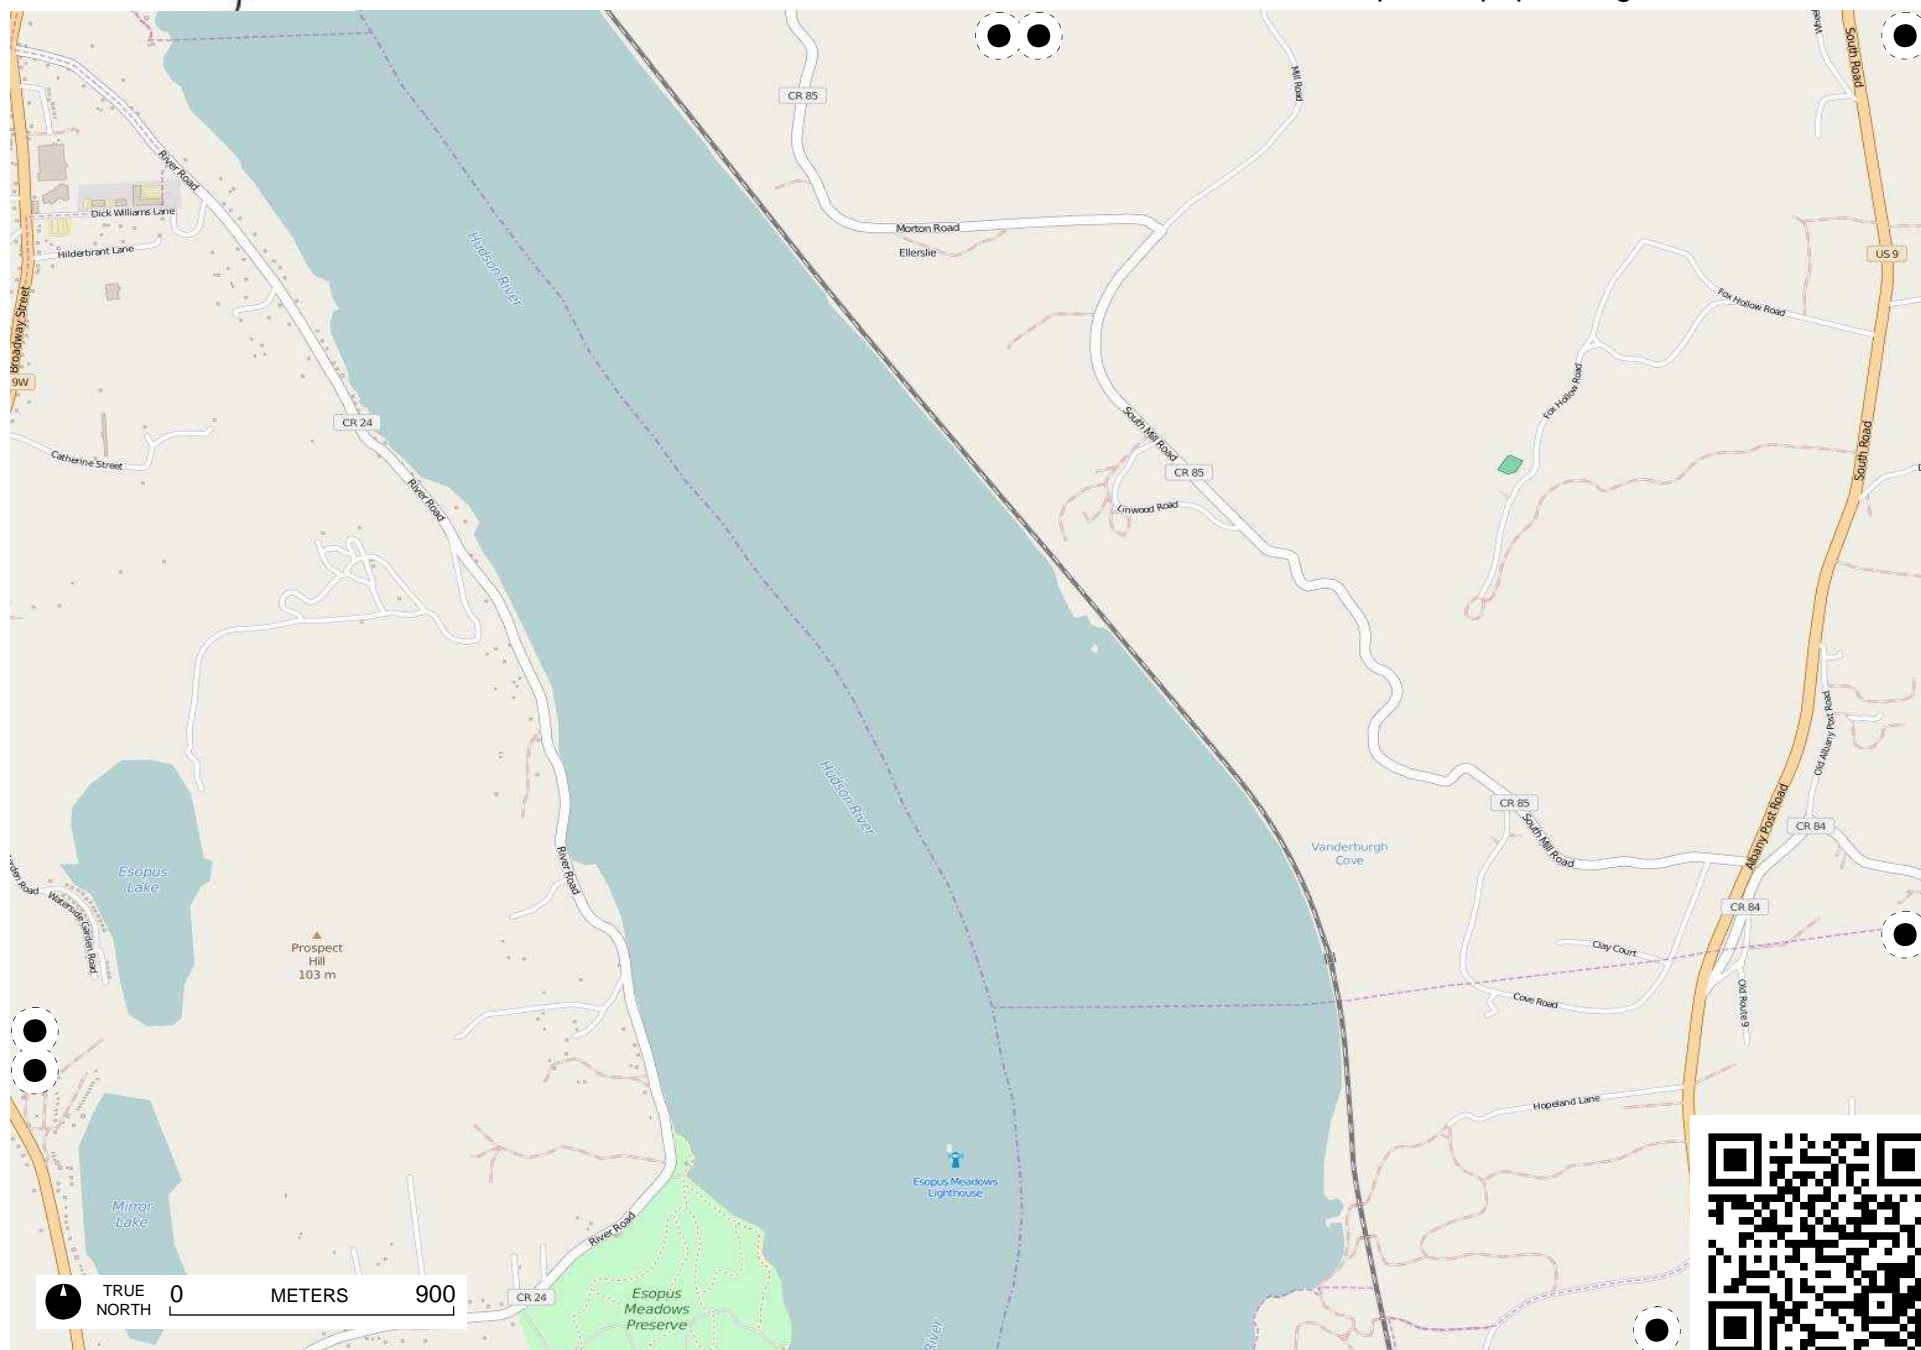 South Road
Mill Road
CR 85
River Road
Dick Williams Lane
Hilderbrant Lane
Morton Road
Ellerslie
US 9
Hudson River
Fox Hollow Road
Broadway Street
9W
Fox Hollow Road
CR 24
South Mill Road
South Road
Catherine Street
CR 85
River Road
Linwood Road
Old Albany Post Road
Hudson River
Albany Post Road
CR 85
CR 84
South Mill Road
Vanderburgh
Cove
River Road
Esopus
Lake
Waterside Garden Road
CR 84
Prospect
Hill
103 m
Clay Court
Cove Road
Old Route 9
Hopeland Lane
Esopus Meadows
Lighthouse
Mirror
Lake
River Road
TRUE
NORTH
0 METERS 900
CR 24
Esopus
Meadows
Preserve
River